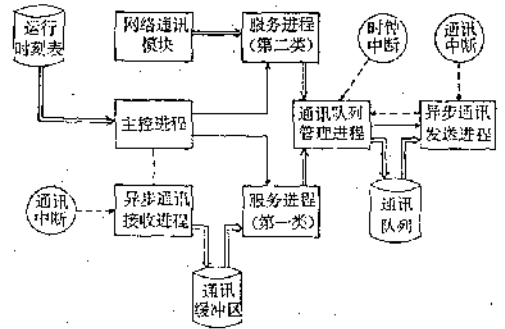 运行
时刻表
网络通讯
模块
服务进程
(第二类)
时钟
中断
通讯
中断
主控进程
通讯队列
管理进程
异步通讯
发送进程
通讯
中断
异步通讯
接收进程
服务进程
(第一类)
通讯
队列
通讯
缓冲区